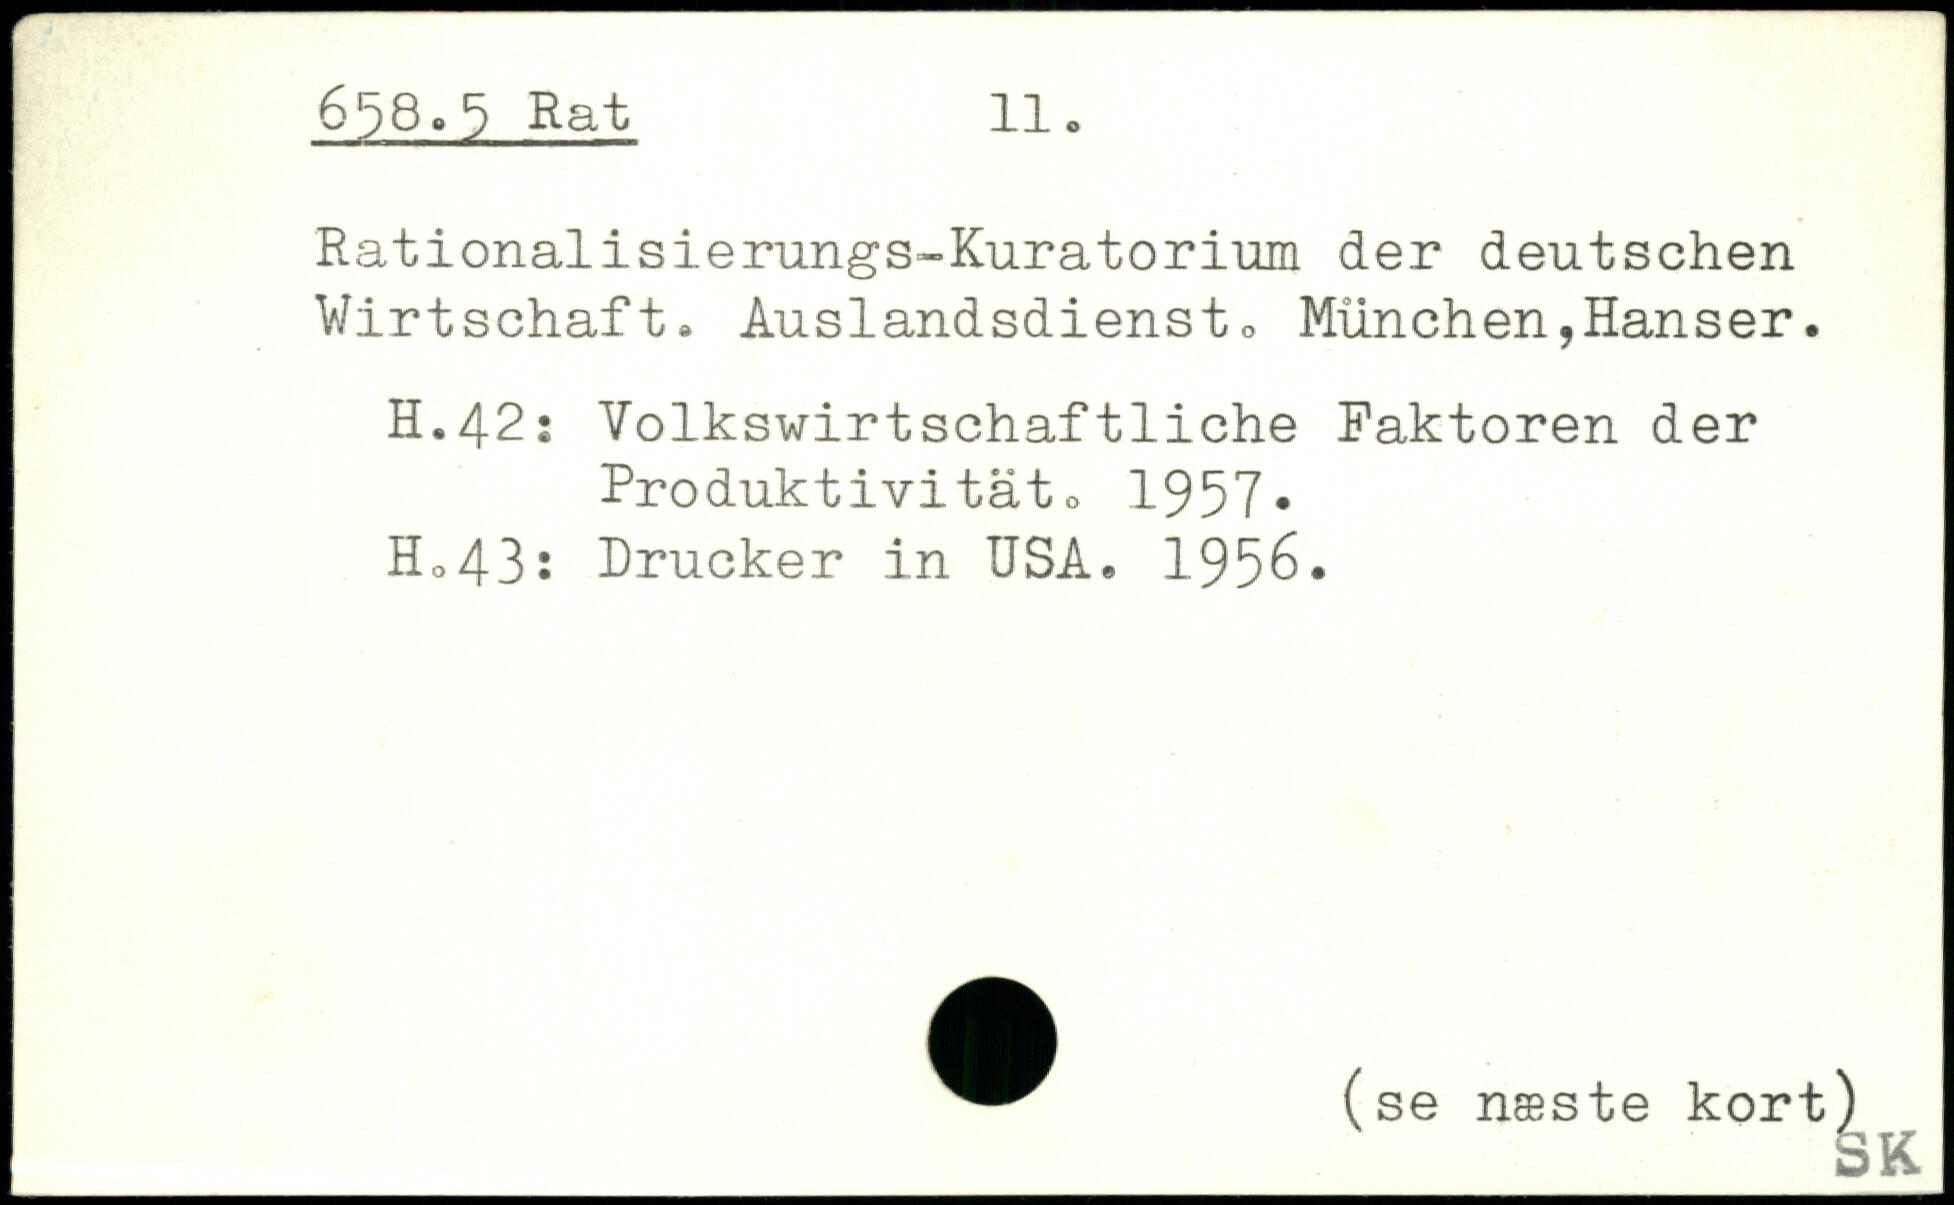 658.5 Rat 11.
Rationalisierungs-Kuratorium der deutschen
Wirtschaft. Auslandsdienst. München,Hanser.
H.42: Volkswirtschaftliche Faktoren der
Produktivität. 1957.
H.43: Drucker in USA. 1956.
(se næste kort)
SK